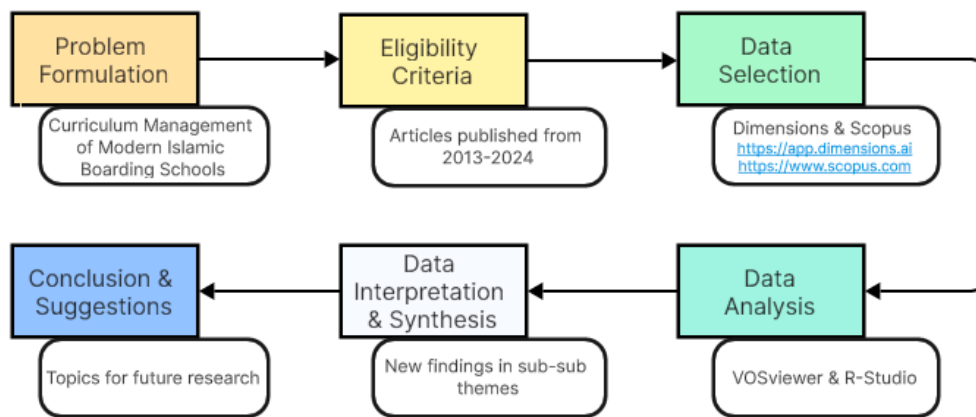 Problem
Formulation
Curriculum Management
of Modern Islamic
Boarding Schools
Eligibility
Criteria
Articles published from
2013-2024
Data
Selection
Dimensions & Scopus
https://app.dimensions.ai
https://www.scopus.com
Conclusion &
Suggestions
Topics for future research
Data
Interpretation
& Synthesis
New findings in sub-sub
themes
Data
Analysis
VOSviewer & R-Studio